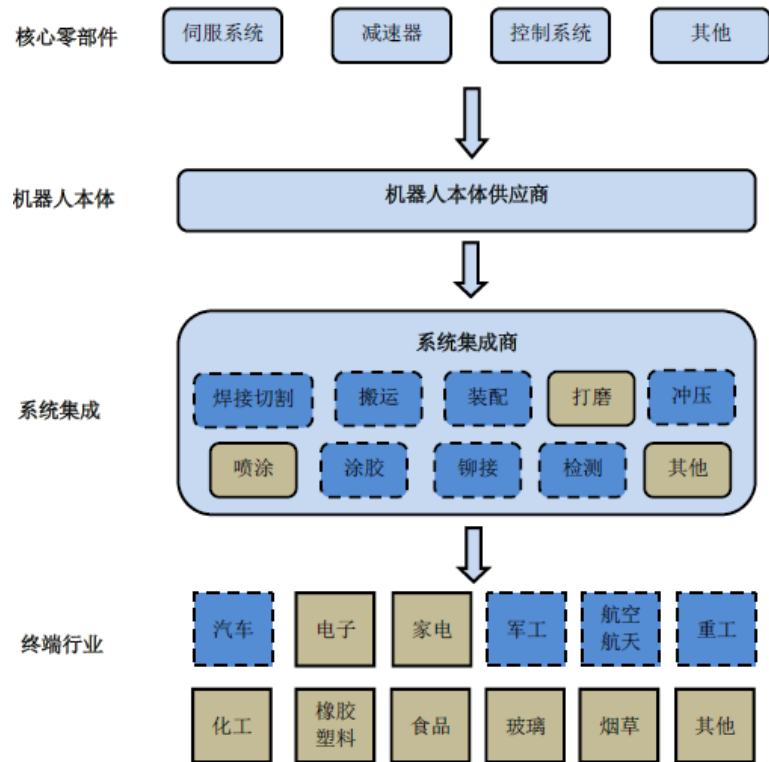 核心零部件
伺服系统
减速器
控制系统
其他
机器人本体
机器人本体供应商
系统集成
系统集成商
焊接切割
搬运
装配
打磨
冲压
喷涂
涂胶
铆接
检测
其他
终端行业
汽车
电子
家电
军工
航空
航天
重工
化工
橡胶
塑料
食品
玻璃
烟草
其他